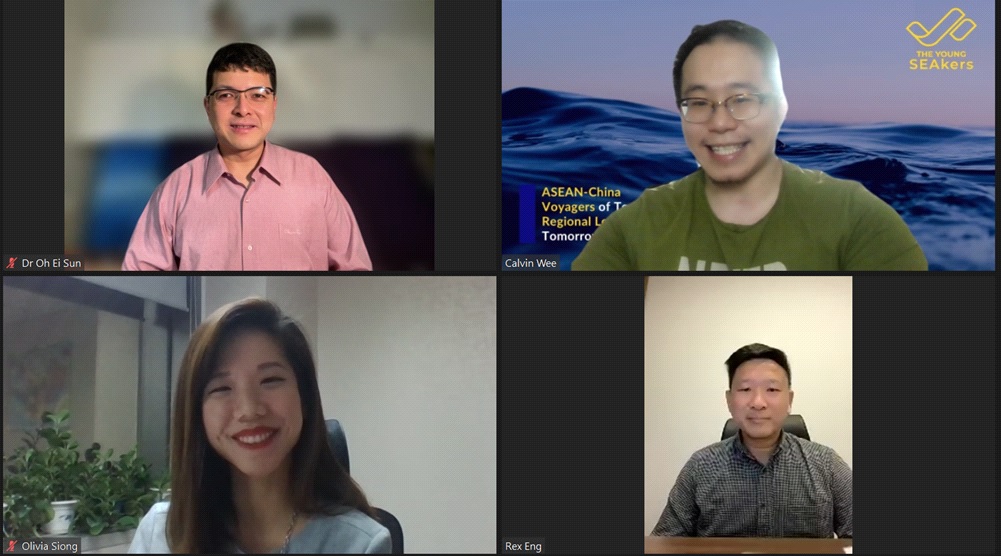 THE YOUNG
SEAkers
ASEAN-China
Voyagers of
Regional
Tomorro
Dr Oh Ei Sun
Calvin Wee
Olivia Siong
Rex Eng